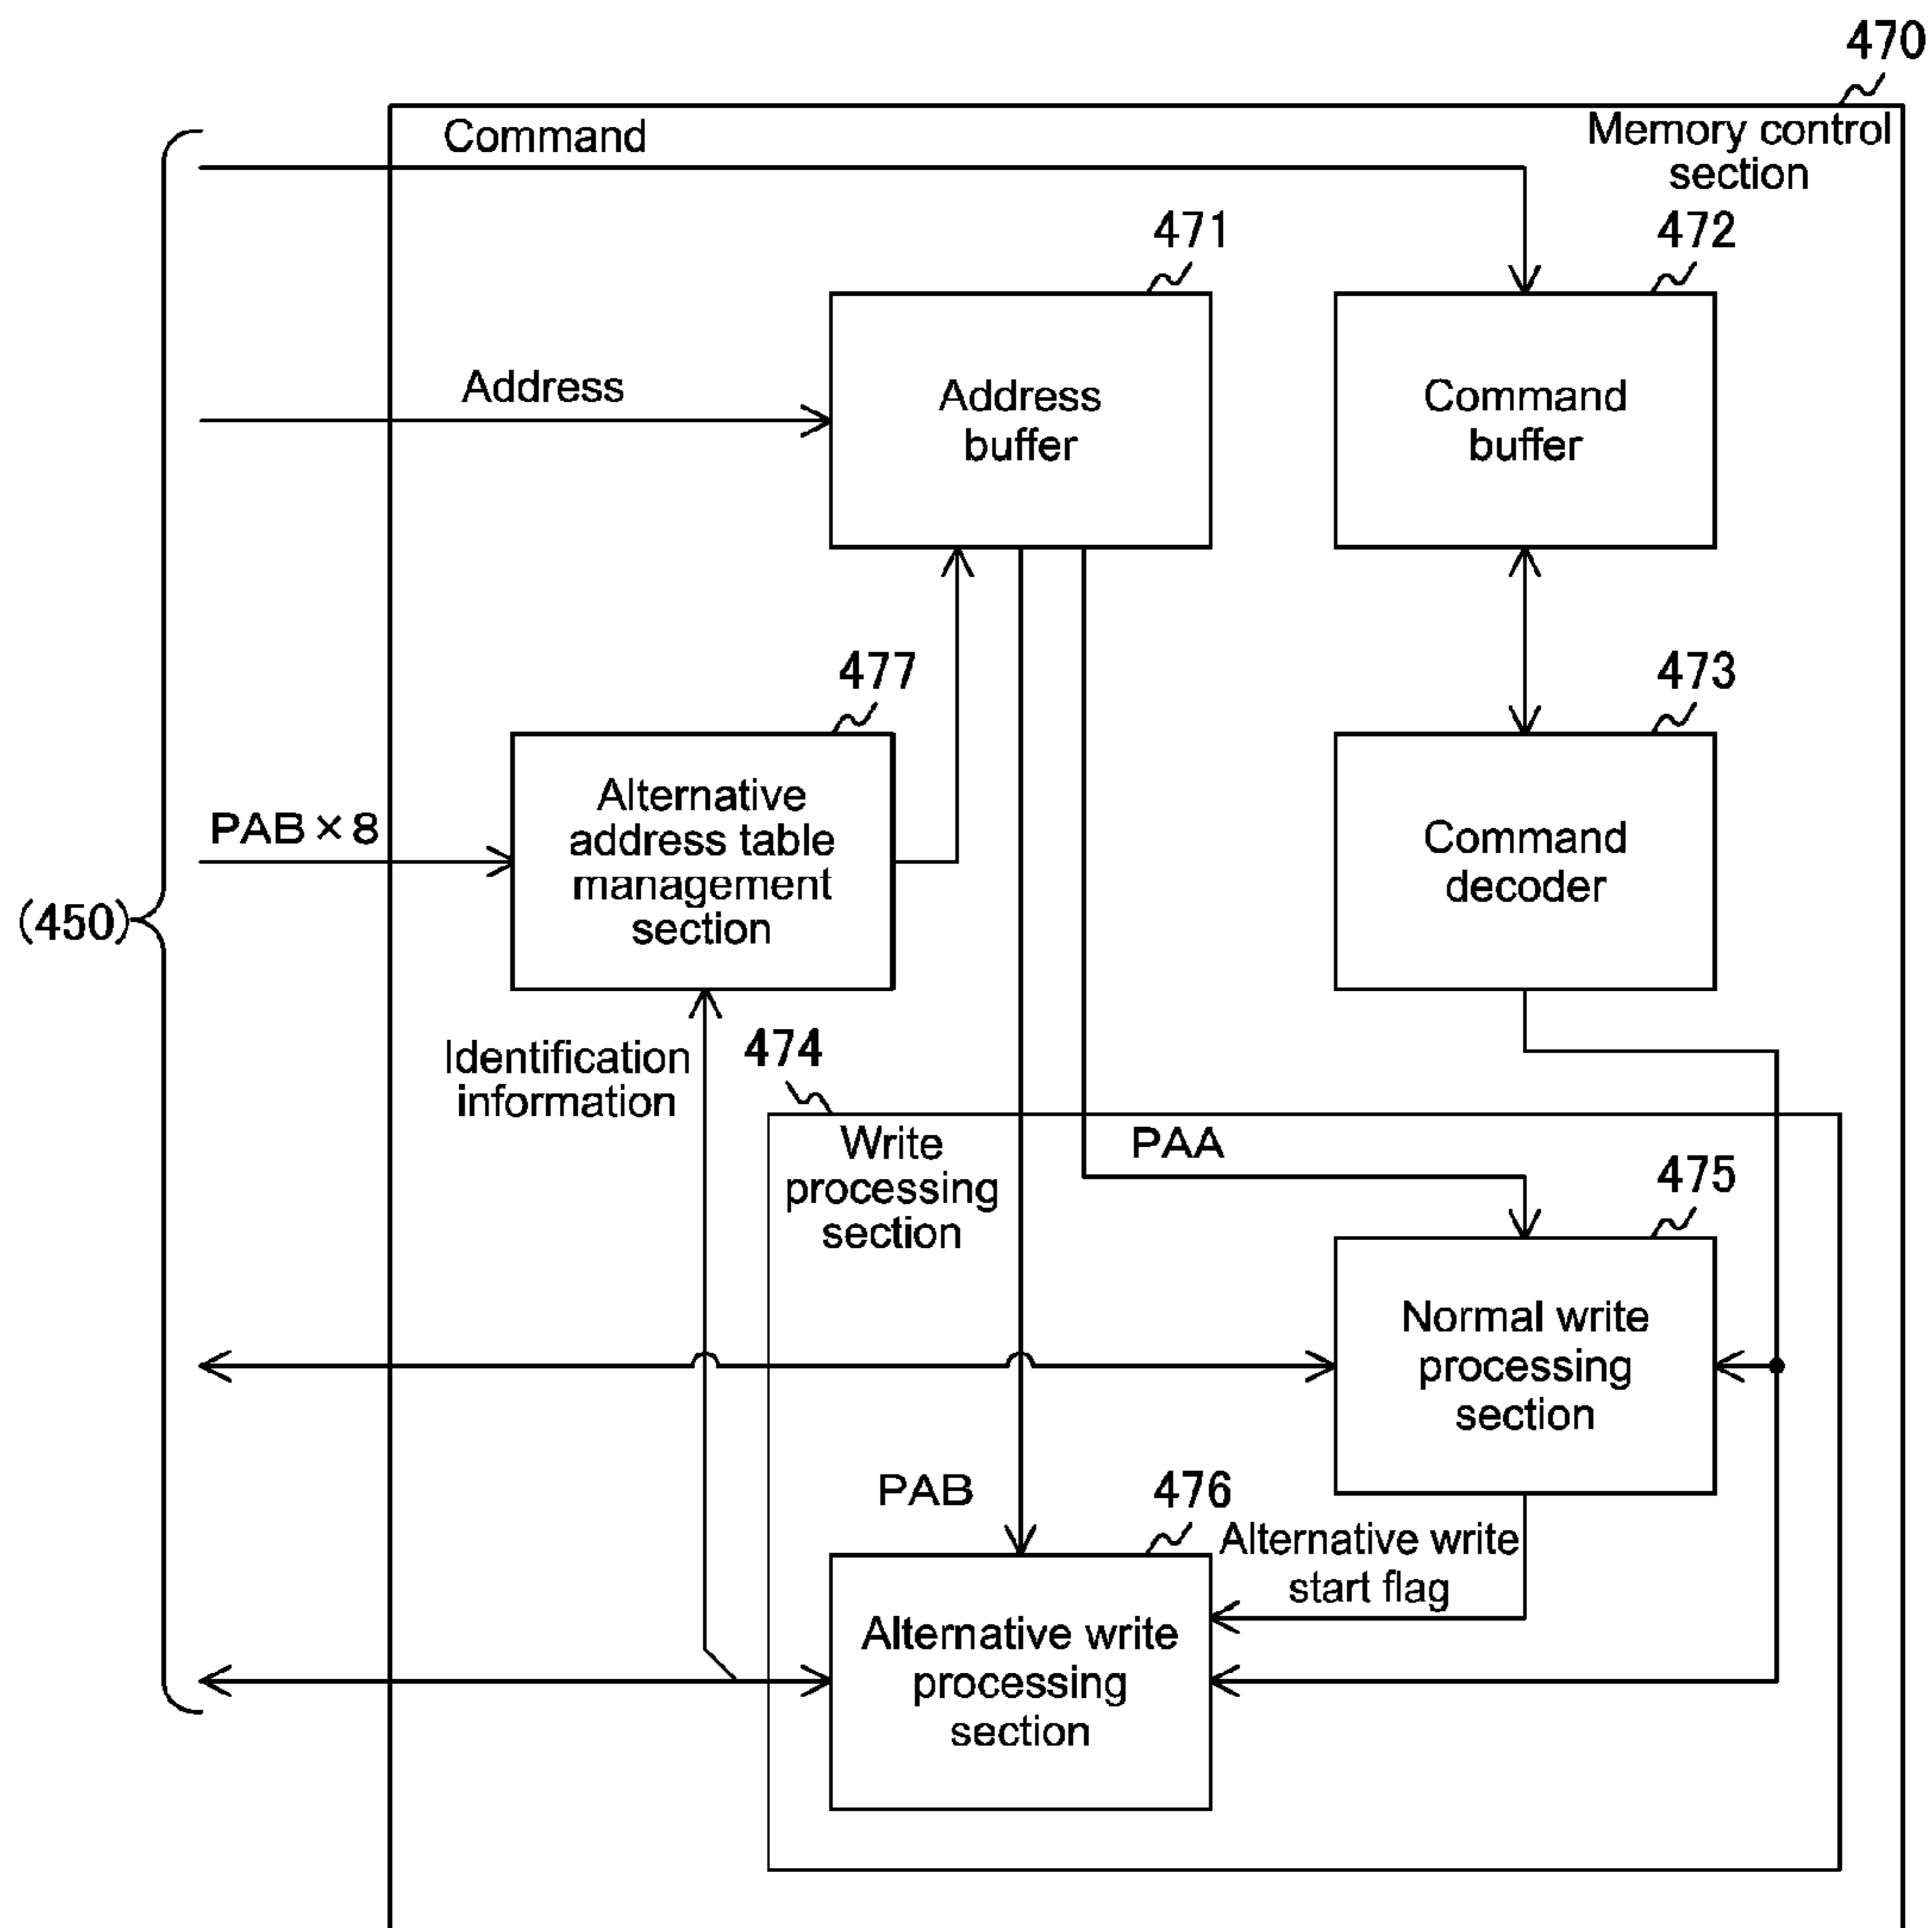 470
Command
Memory control
section
471
472
Address
Address
buffer
Command
buffer
477
473
PAB×8
Alternative
address table
management
section
Command
decoder
(450)
Identification
information
474
Write
processing
section
PAA
475
Normal write
processing
section
PAB
476
Alternative write
start flag
Alternative write
processing
section